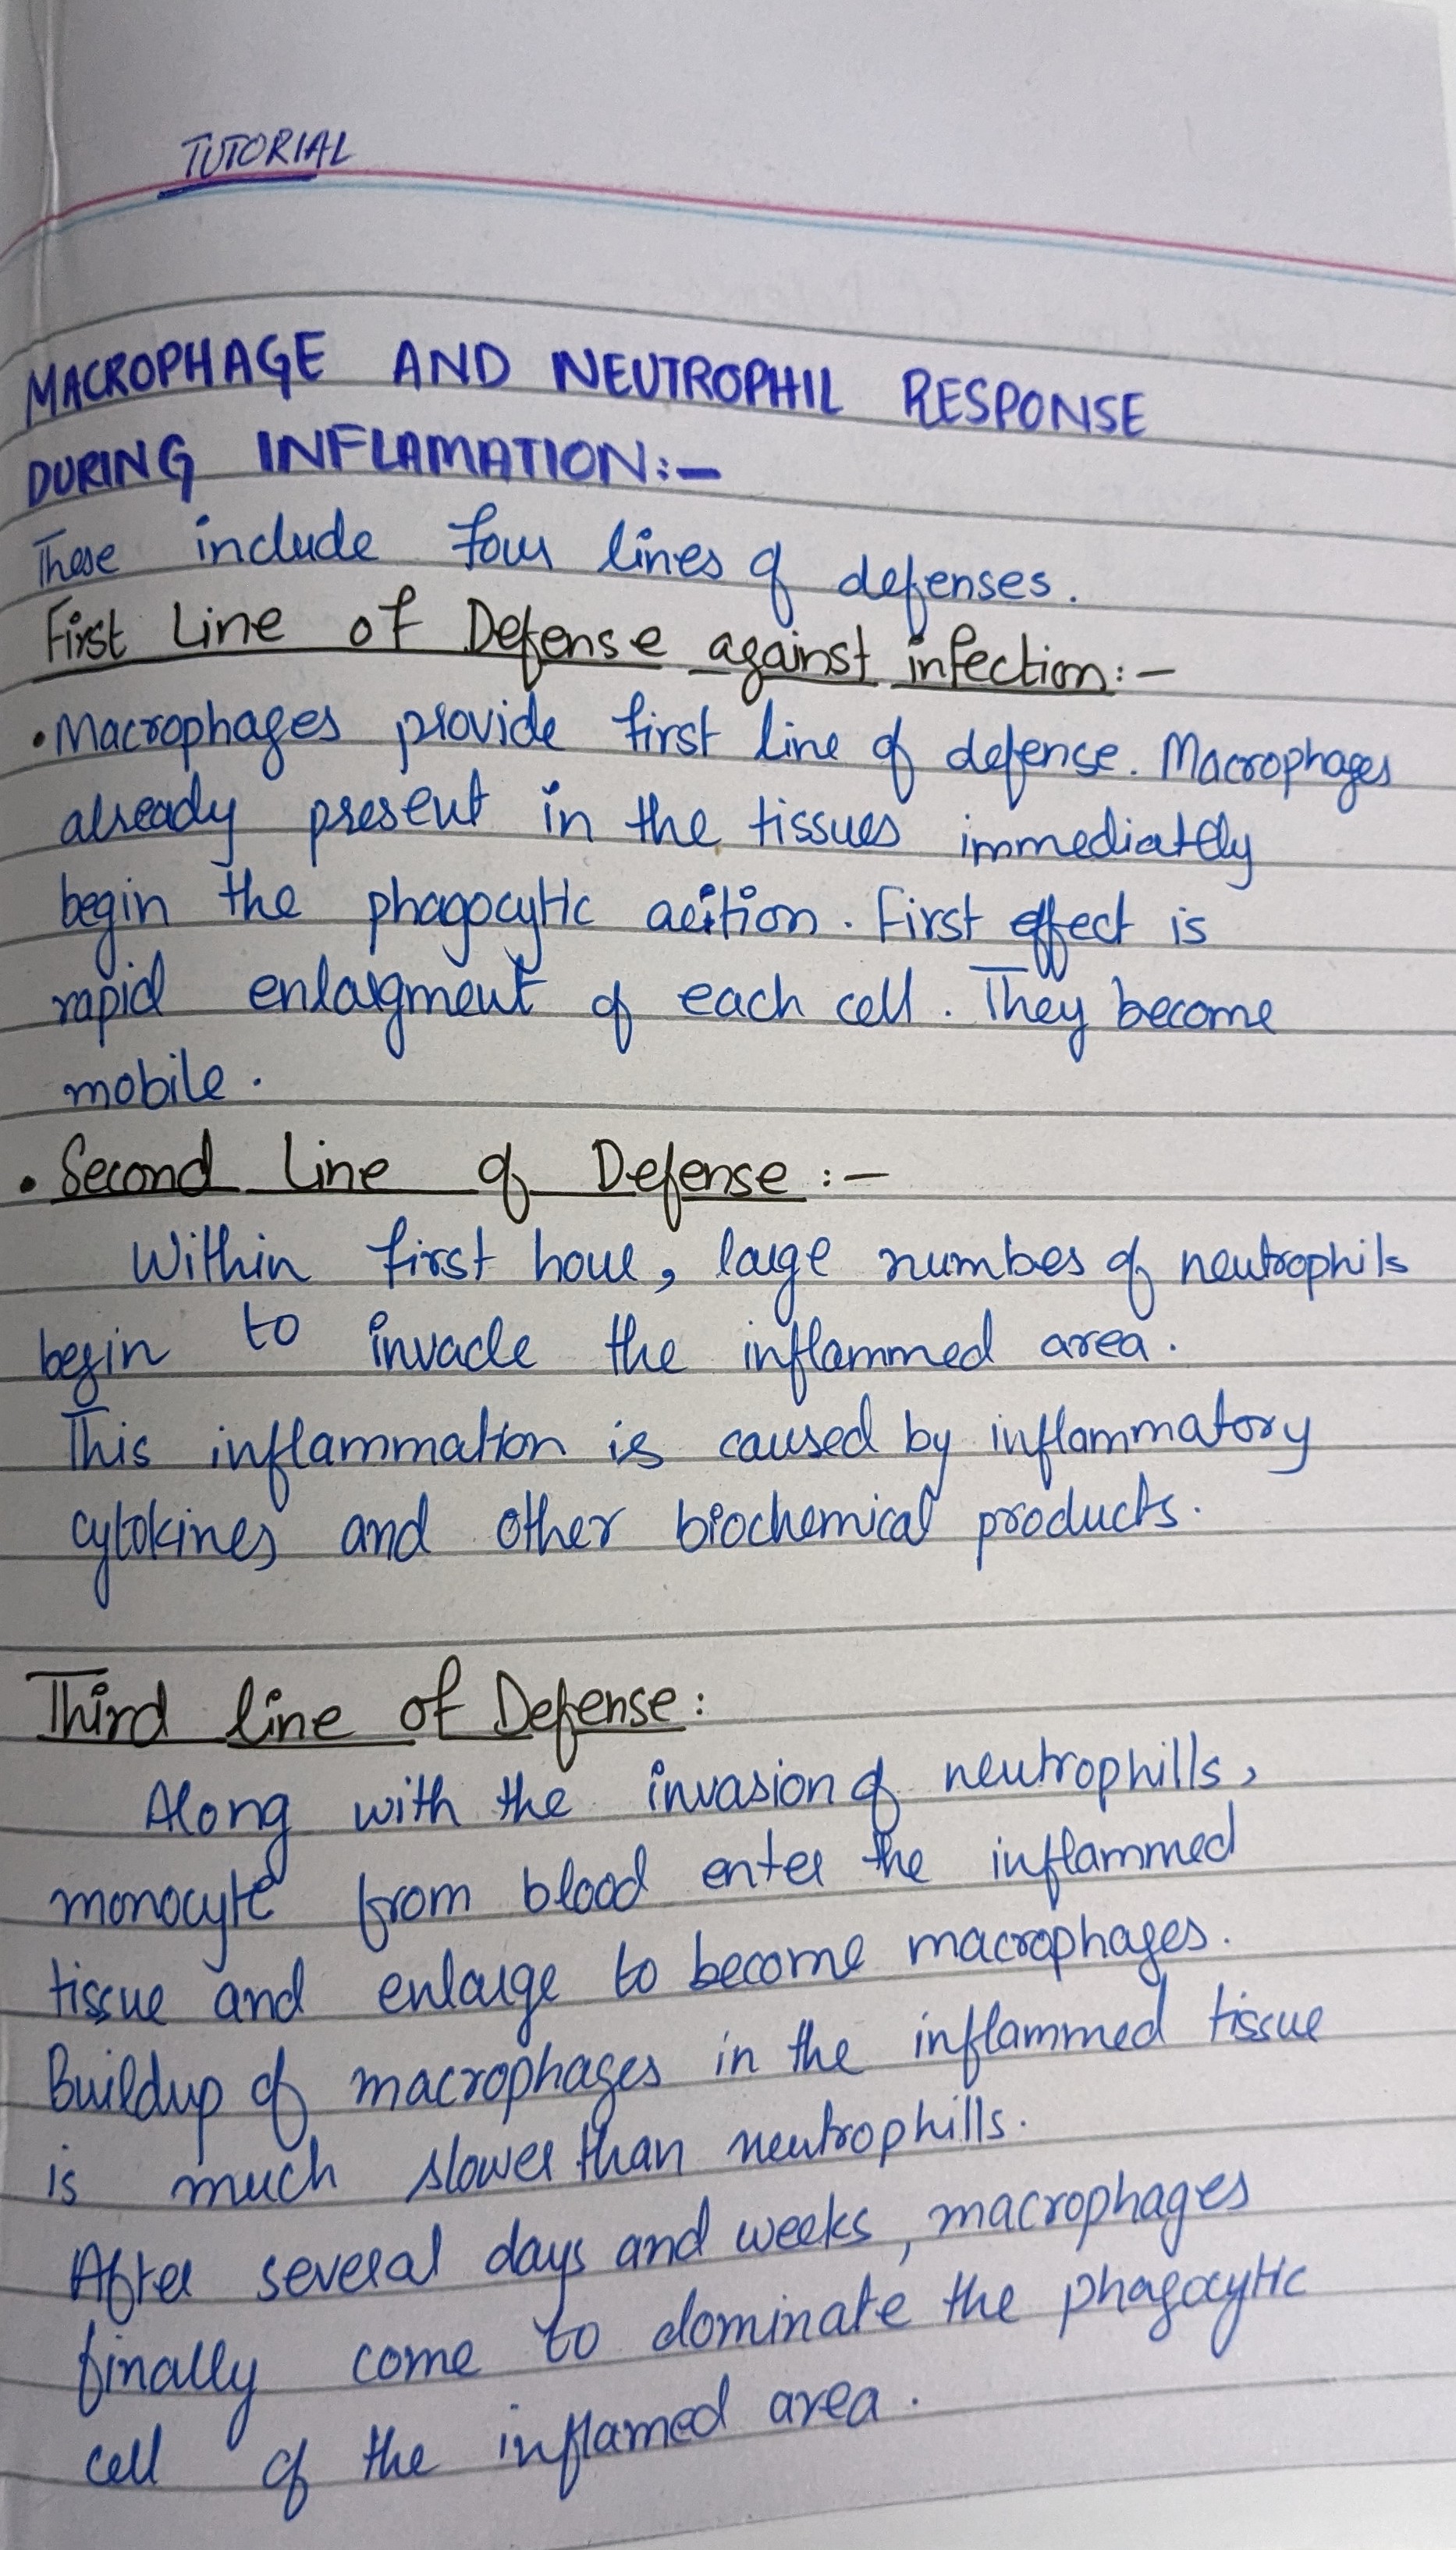 TUTORIAL
MACROPHAGE AND NEUTROPHIL RESPONSE
DURING INFLAMATION:-
These include four lines of defenses.
First Line of Defense against infection:-
• Macrophages provide first line of defense. Macrophages
already present in the tissues immediately
begin the phagocytic action. First effect is
rapid enlargment of each cell. They become
mobile.
• Second Line of Defense :-
Within first hour, large number of neutrophils
begin to invade the inflammed area.
This inflammation is caused by inflammatory
cytokines and other biochemical products.
Third line of Defense:
Along with the invasion of neutrophills,
monocyte from blood enter the inflammed
tissue and enlarge to become macrophages.
Buildup of macrophages in the inflammed tissue
is much slower than neutrophills.
After several days and weeks, macrophages
finally come to dominate the phagocytic
cell of the inflamed area.